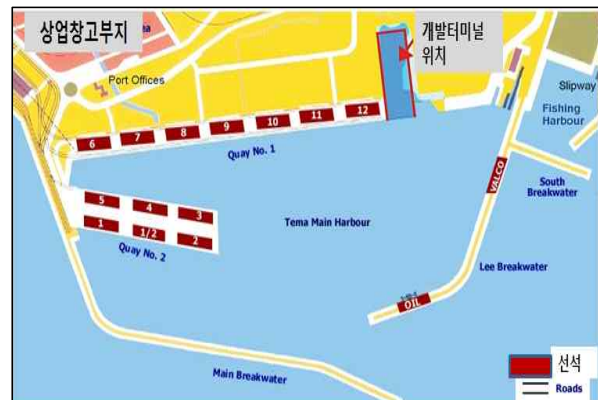 상업창고부지
개발터미널
위치
Port Offices
Slipway
Fishing
Harbour
6
7
8
9
10
11
12
Quay No. 1
VALCO
South
Breakwater
5
4
3
1
1/2
2
Quay No. 2
Tema Main Harbour
Lee Breakwater
OIL
Main Breakwater
선석
Roads